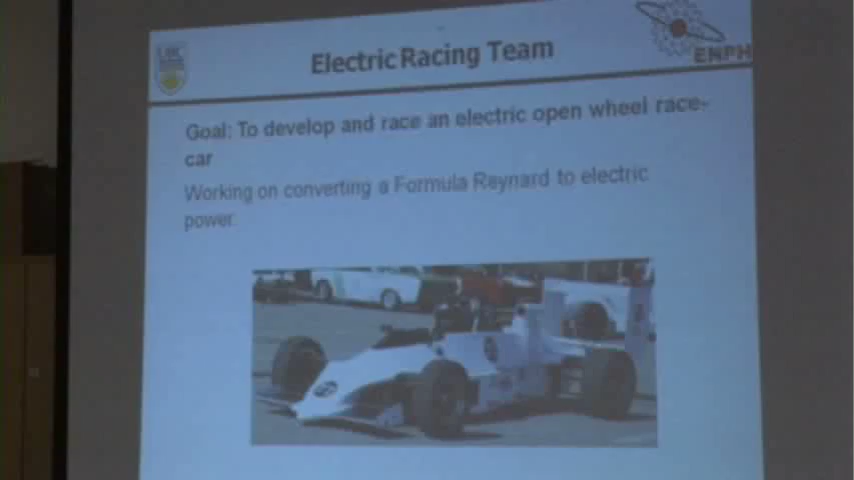 UBC
Electric Racing Team
ENPH
Goal: To develop and race an electric open wheel race-
car
Working on converting a Formula Reynard to electric
power.